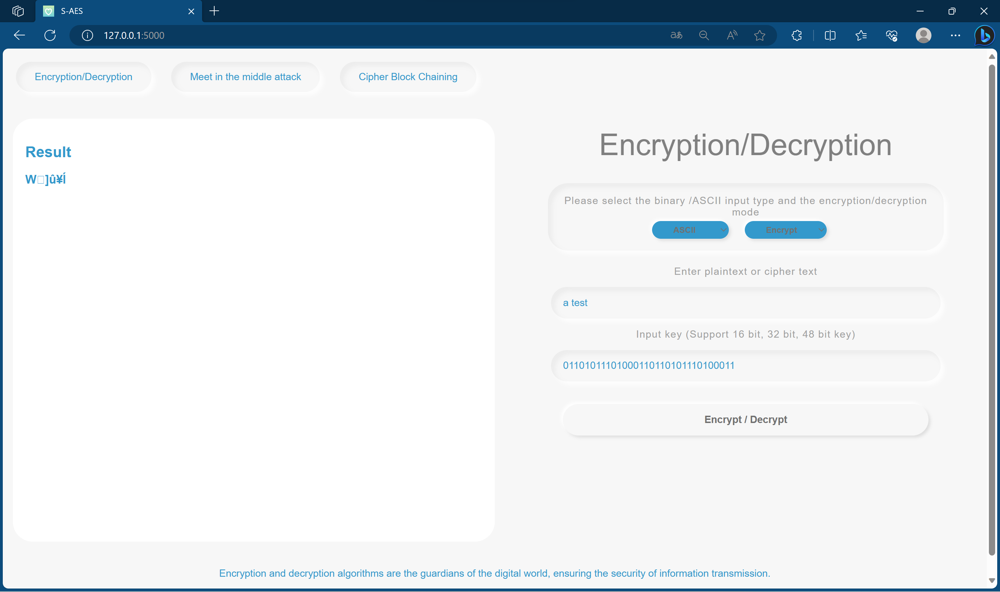 S-AES
127.0.0.1:5000
Encryption/Decryption
Meet in the middle attack
Cipher Block Chaining
Result
W□]û¥Í
Encryption/Decryption
Please select the binary /ASCII input type and the encryption/decryption
mode
ASCII
Encrypt
Enter plaintext or cipher text
a test
Input key (Support 16 bit, 32 bit, 48 bit key)
01101011101000110110101110100011
Encrypt / Decrypt
Encryption and decryption algorithms are the guardians of the digital world, ensuring the security of information transmission.